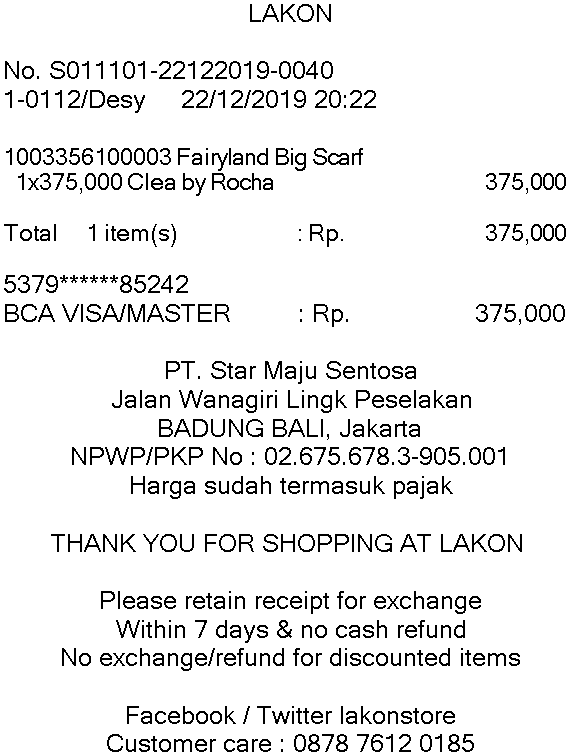 LAKON
No. S011101-22122019-0040
1-0112/Desy 22/12/2019 20:22
1003356100003 Fairyland Big Scarf
1x375,000 Clea by Rocha 375,000
Total 1 item(s) : Rp. 375,000
5379******85242
BCA VISA/MASTER : Rp. 375,000
PT. Star Maju Sentosa
Jalan Wanagiri Lingk Peselakan
BADUNG BALI, Jakarta
NPWP/PKP No : 02.675.678.3-905.001
Harga sudah termasuk pajak
THANK YOU FOR SHOPPING AT LAKON
Please retain receipt for exchange
Within 7 days & no cash refund
No exchange/refund for discounted items
Facebook / Twitter lakonstore
Customer care : 0878 7612 0185